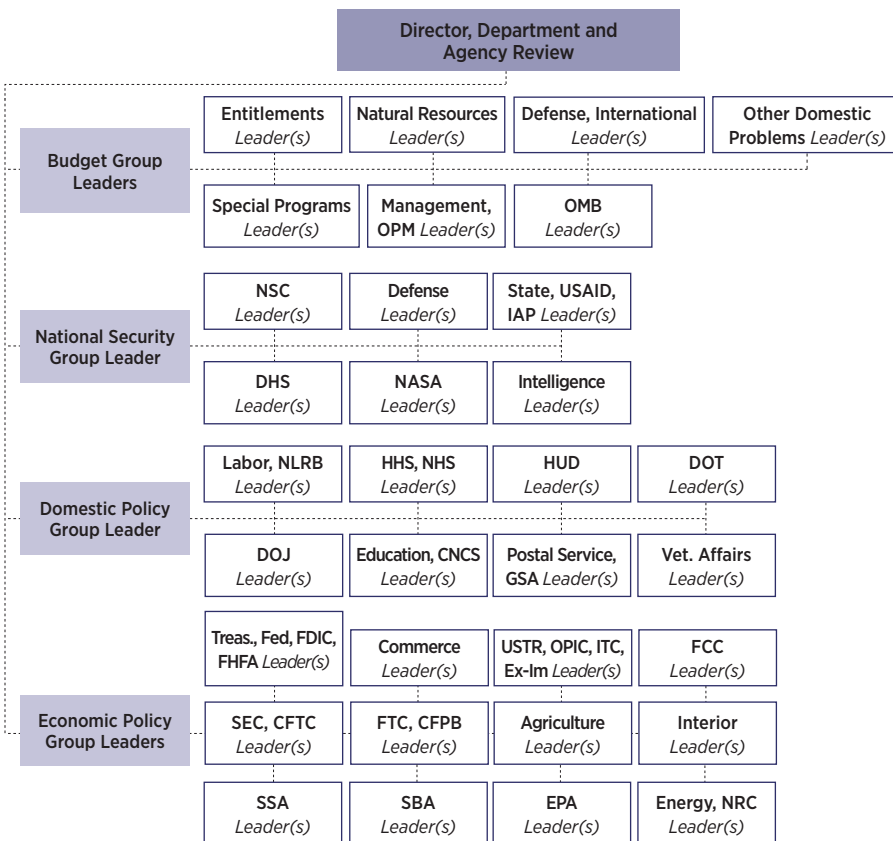 Director, Department and
Agency Review
Budget Group
Leaders
Entitlements
Leader(s)
Natural Resources
Leader(s)
Defense, International
Leader(s)
Other Domestic
Problems Leader(s)
Special Programs
Leader(s)
Management,
OPM Leader(s)
OMB
Leader(s)
National Security
Group Leader
NSC
Leader(s)
Defense
Leader(s)
State, USAID,
IAP Leader(s)
DHS
Leader(s)
NASA
Leader(s)
Intelligence
Leader(s)
Domestic Policy
Group Leader
Labor, NLRB
Leader(s)
HHS, NHS
Leader(s)
HUD
Leader(s)
DOT
Leader(s)
DOJ
Leader(s)
Education, CNCS
Leader(s)
Postal Service,
GSA Leader(s)
Vet. Affairs
Leader(s)
Economic Policy
Group Leaders
Treas., Fed, FDIC,
FHFA Leader(s)
Commerce
Leader(s)
USTR, OPIC, ITC,
Ex-Im Leader(s)
FCC
Leader(s)
SEC, CFTC
Leader(s)
FTC, CFPB
Leader(s)
Agriculture
Leader(s)
Interior
Leader(s)
SSA
Leader(s)
SBA
Leader(s)
EPA
Leader(s)
Energy, NRC
Leader(s)